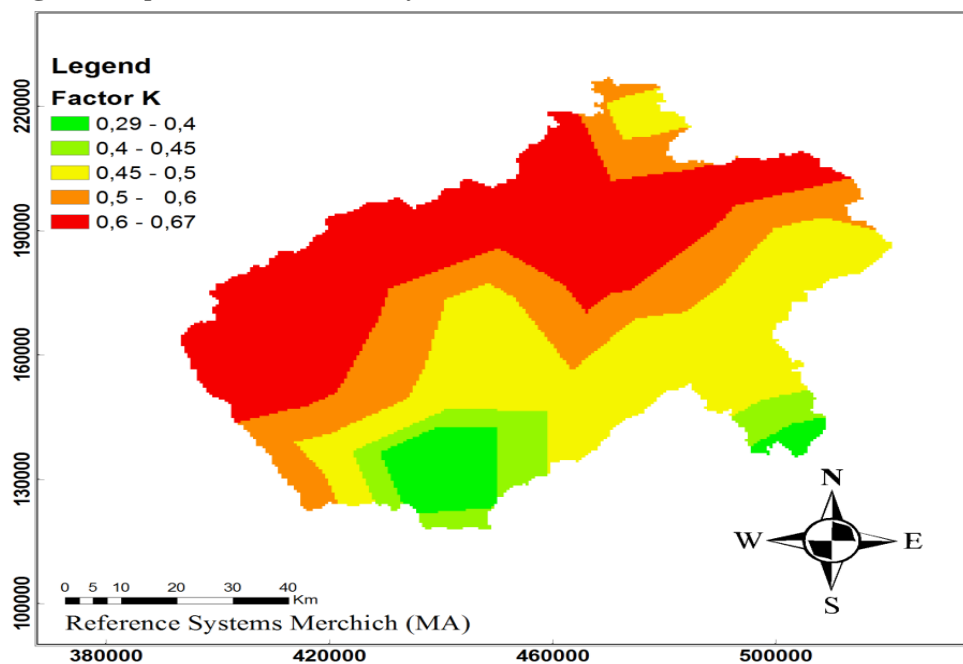 Legend
Factor K
0,29 - 0,4
0,4 - 0,45
0,45 - 0,5
0,5 - 0,6
0,6 - 0,67
220000
190000
160000
130000
100000
N
W E
S
0 5 10 20 30 40
Km
Reference Systems Merchich (MA)
380000 420000 460000 500000